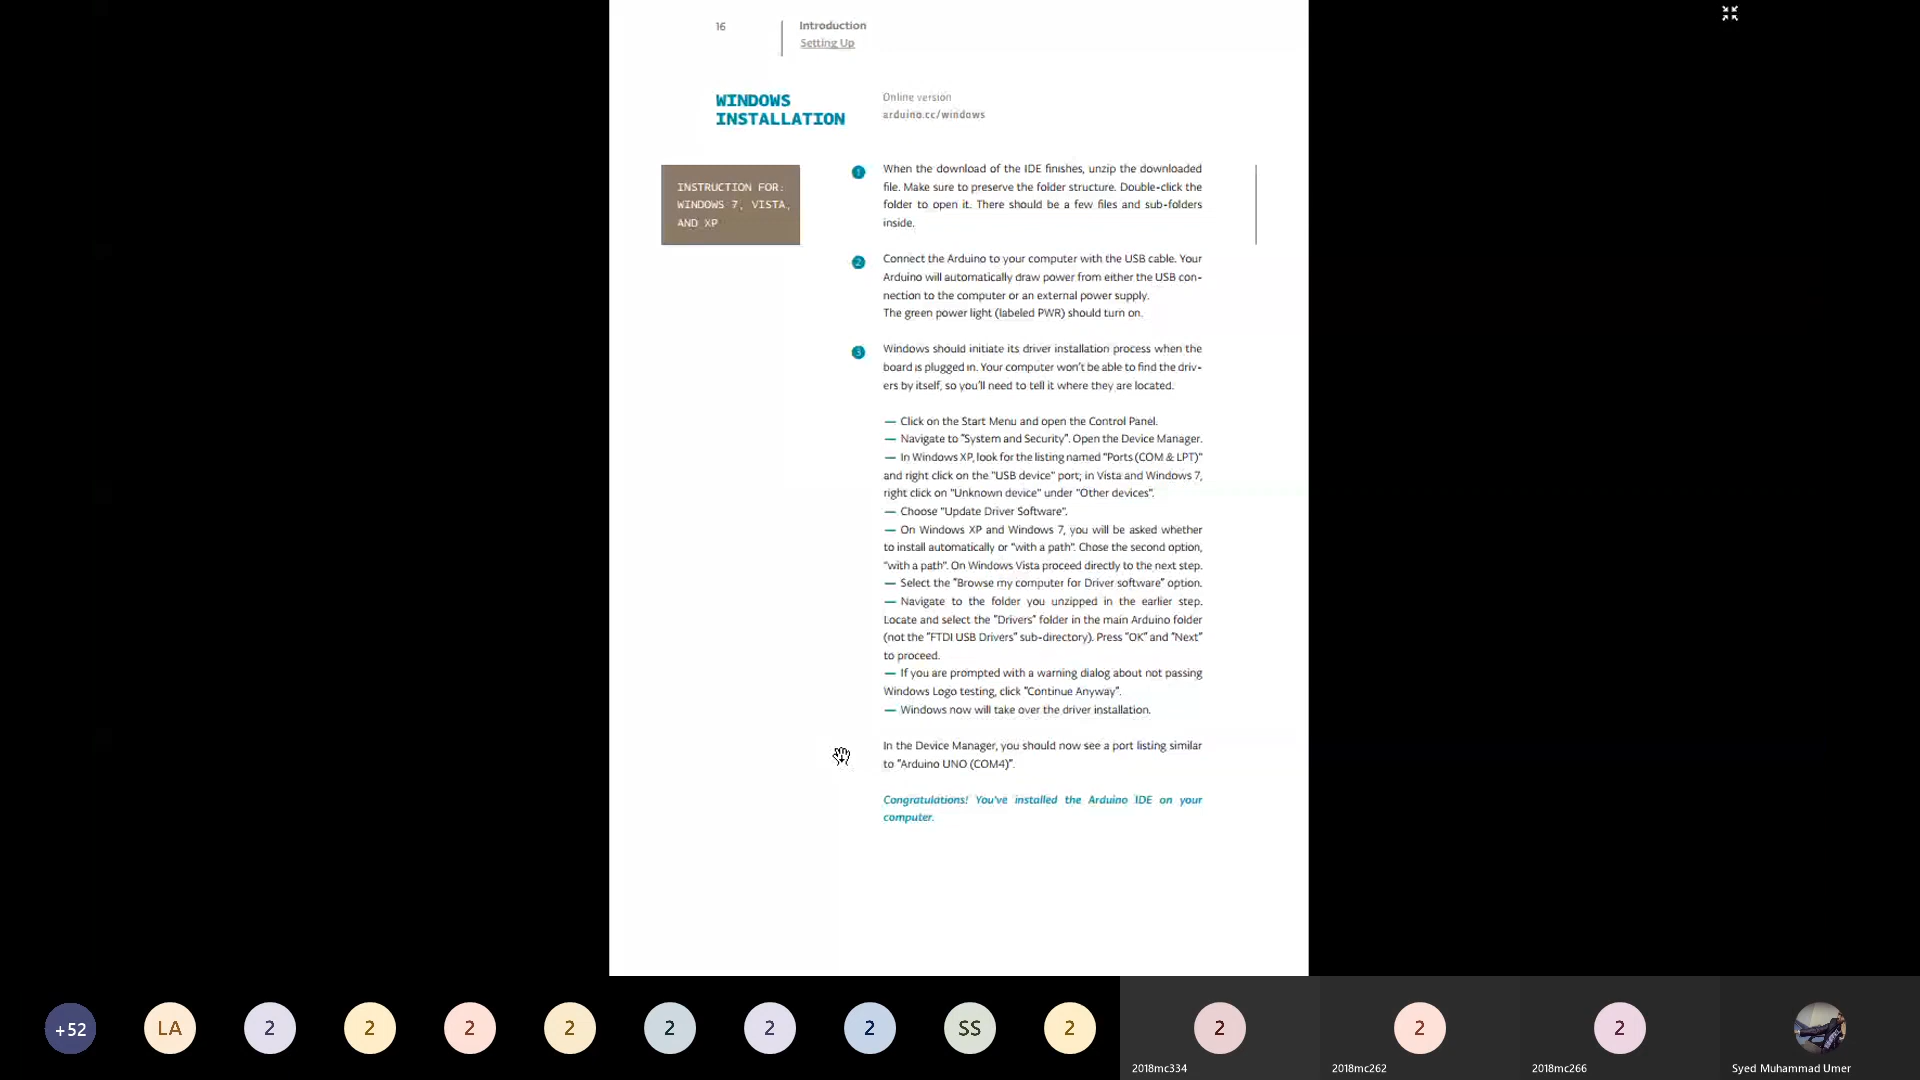 16
Introduction
Setting Up
WINDOWS
INSTALLATION
Online version
arduino.cc/windows
INSTRUCTION FOR:
WINDOWS 7, VISTA,
AND XP
1
When the download of the IDE finishes, unzip the downloaded
file. Make sure to preserve the folder structure. Double-click the
folder to open it. There should be a few files and sub-folders
inside.
2
Connect the Arduino to your computer with the USB cable. Your
Arduino will automatically draw power from either the USB con-
nection to the computer or an external power supply.
The green power light (labeled PWR) should turn on.
3
Windows should initiate its driver installation process when the
board is plugged in. Your computer won't be able to find the driv-
ers by itself, so you'll need to tell it where they are located.
— Click on the Start Menu and open the Control Panel.
— Navigate to "System and Security". Open the Device Manager.
— In Windows XP, look for the listing named "Ports (COM & LPT)"
and right click on the "USB device" port; in Vista and Windows 7,
right click on "Unknown device" under "Other devices".
— Choose "Update Driver Software".
— On Windows XP and Windows 7, you will be asked whether
to install automatically or "with a path". Chose the second option,
"with a path". On Windows Vista proceed directly to the next step.
— Select the "Browse my computer for Driver software" option.
— Navigate to the folder you unzipped in the earlier step.
Locate and select the "Drivers" folder in the main Arduino folder
(not the "FTDI USB Drivers" sub-directory). Press "OK" and "Next"
to proceed.
— If you are prompted with a warning dialog about not passing
Windows Logo testing, click "Continue Anyway".
— Windows now will take over the driver installation.
In the Device Manager, you should now see a port listing similar
to "Arduino UNO (COM4)".
Congratulations! You've installed the Arduino IDE on your
computer.
+52 LA 2 2 2 2 2 2 2 SS 2 2 2 2
2018mc334 2018mc262 2018mc266 Syed Muhammad Umer